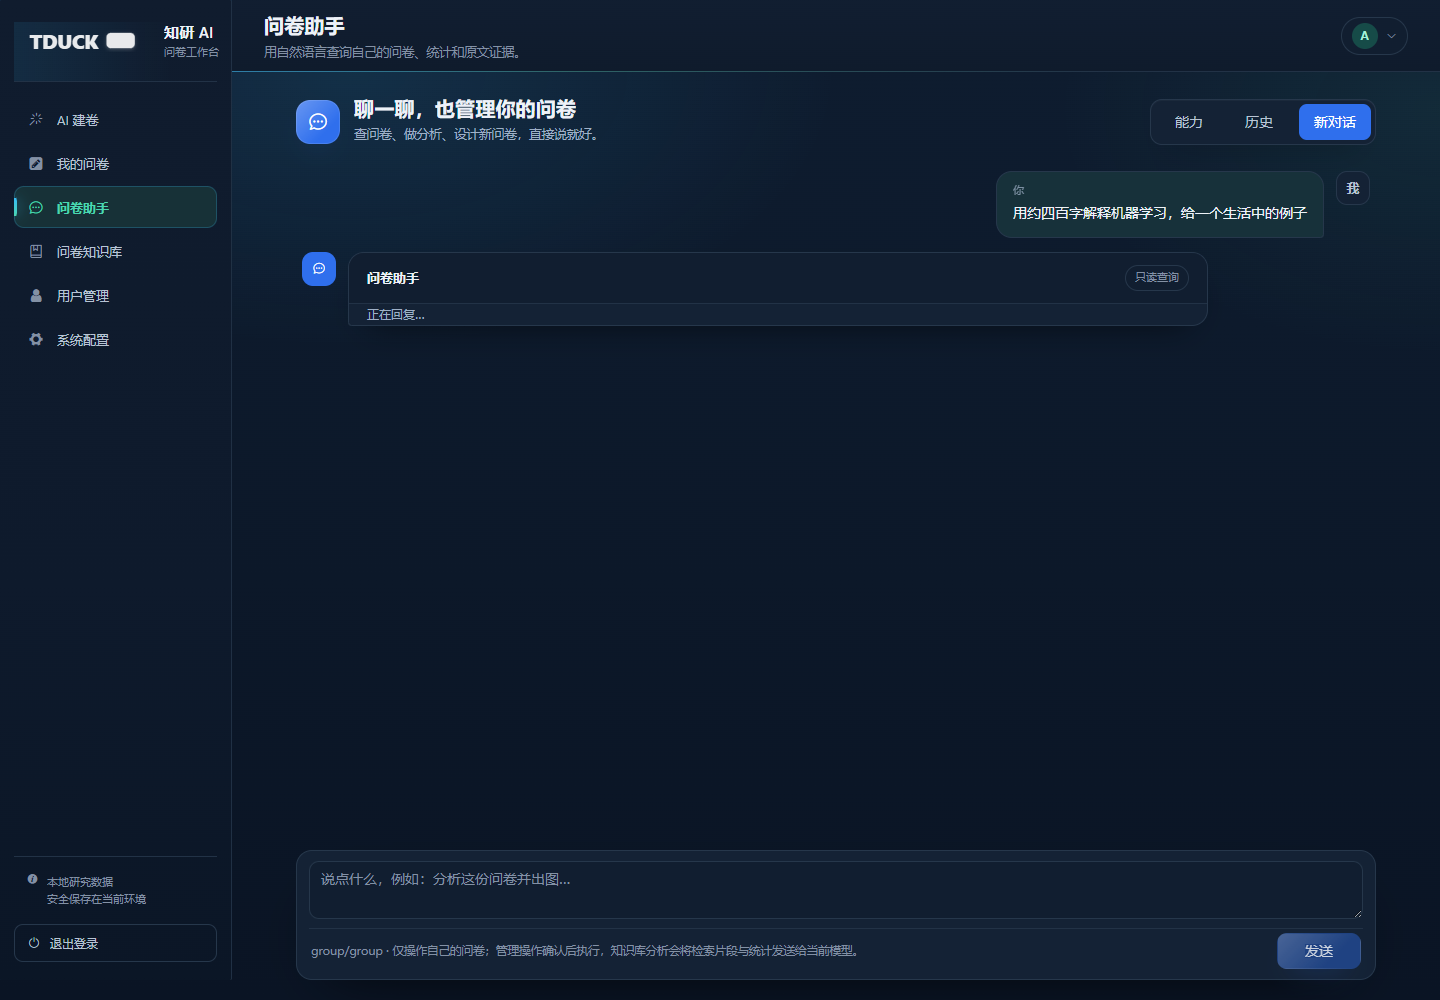 TDUCK
知研 AI
问卷工作台
AI 建卷
我的问卷
问卷助手
问卷知识库
用户管理
系统配置
本地研究数据
安全保存在当前环境
退出登录
问卷助手
用自然语言查询自己的问卷、统计和原文证据。
A
聊一聊，也管理你的问卷
查问卷、做分析、设计新问卷，直接说就好。
能力
历史
新对话
你
用约四百字解释机器学习，给一个生活中的例子
我
问卷助手
只读查询
正在回复...
说点什么，例如：分析这份问卷并出图...
group/group · 仅操作自己的问卷；管理操作确认后执行，知识库分析会将检索片段与统计发送给当前模型。
发送